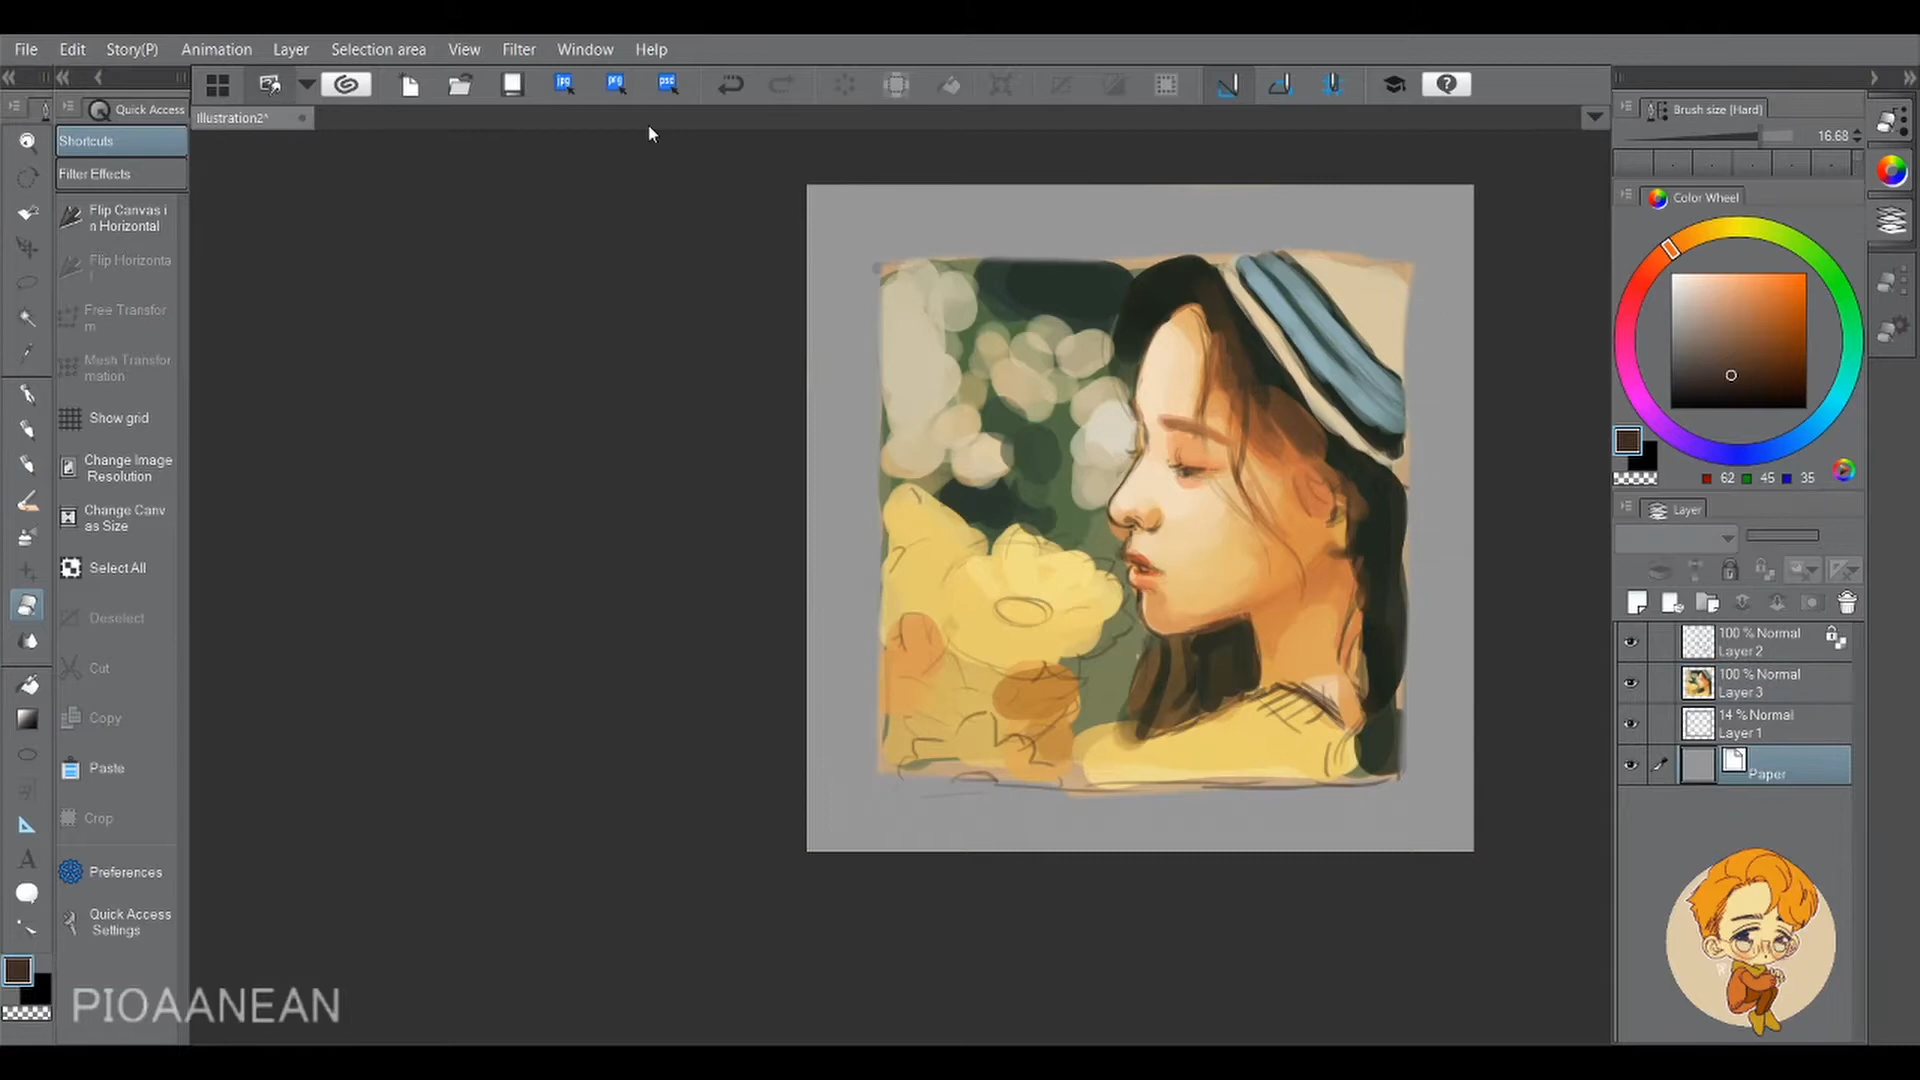 File Edit Story(P) Animation Layer Selection area View Filter Window Help
jpg png psd
Quick Access
Illustration2*
Shortcuts
Filter Effects
Flip Canvas i
n Horizontal
Flip Horizonta
l
Free Transfor
m
Mesh Transfor
mation
Show grid
Change Image
Resolution
Change Canv
as Size
Select All
Deselect
Cut
Copy
Paste
Crop
Preferences
Quick Access
Settings
A
PIOAANEAN
Brush size [Hard]
16.68
Color Wheel
62 45 35
Layer
100 % Normal
Layer 2
100 % Normal
Layer 3
14 % Normal
Layer 1
Paper